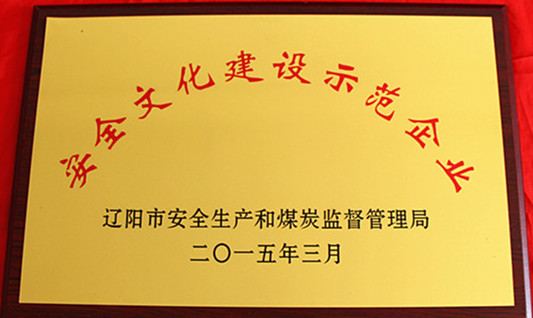 安全文化建设示范企业
辽阳市安全生产和煤炭监督管理局
二〇一五年三月